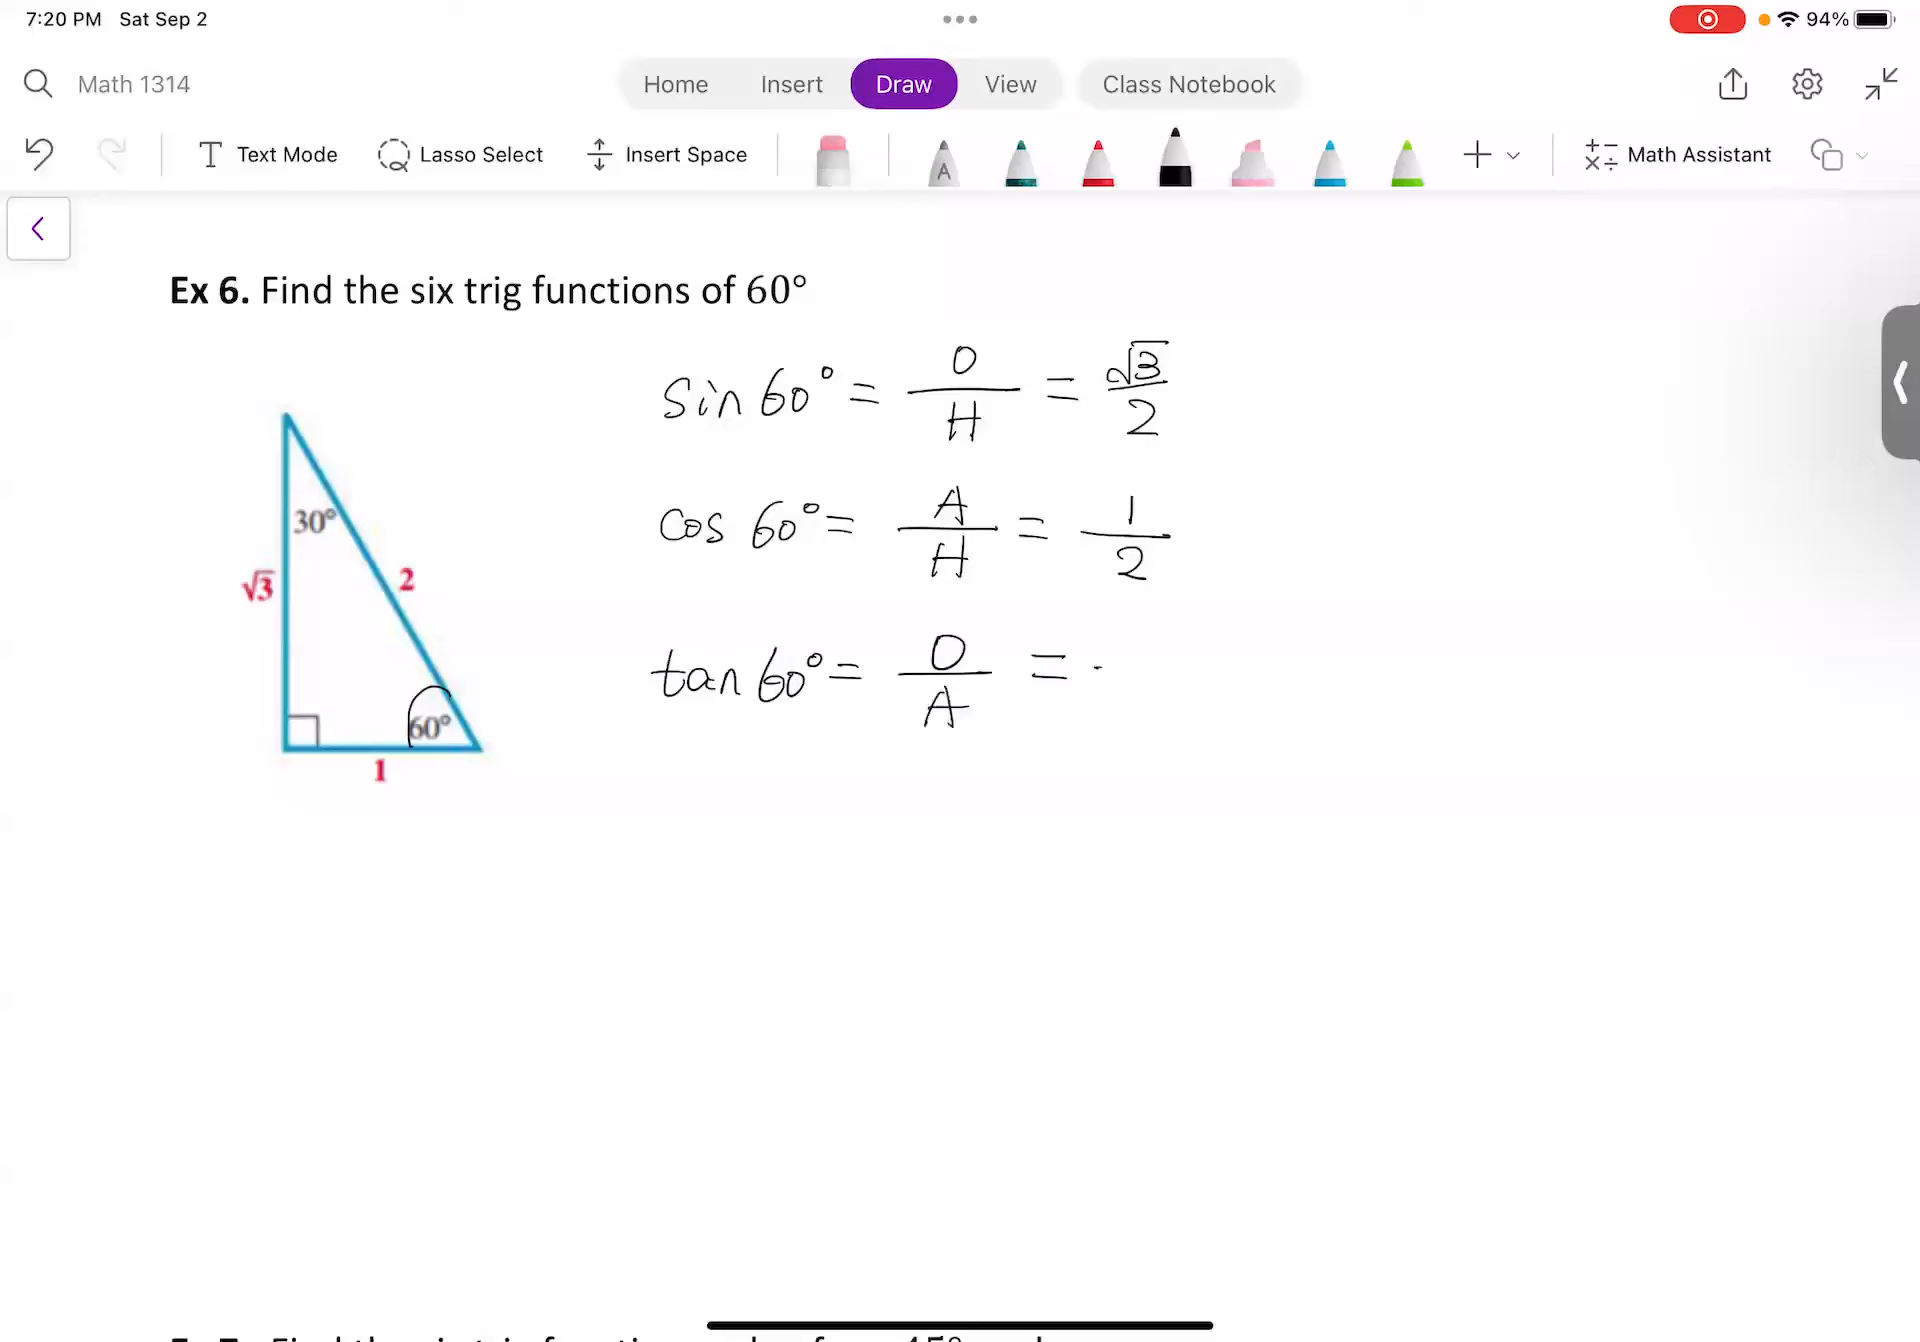 7:20 PM Sat Sep 2
94%
Math 1314
Home Insert Draw View Class Notebook
Text Mode Lasso Select Insert Space A Math Assistant
Ex 6. Find the six trig functions of 60°
sin 60° = O/H = √3/2
cos 60° = A/H = 1/2
tan 60° = O/A =
30°
√3
2
60°
1